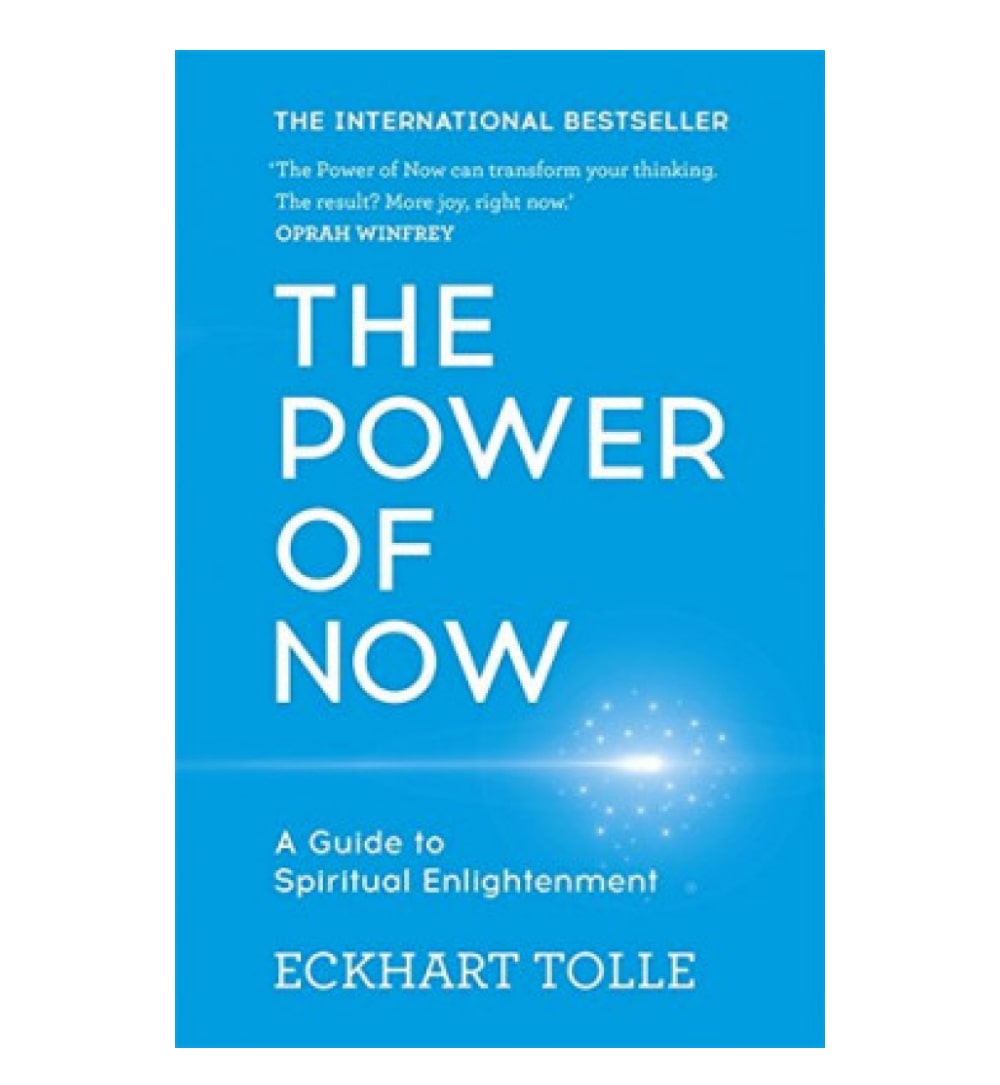 THE INTERNATIONAL BESTSELLER
'The Power of Now can transform your thinking.
The result? More joy, right now.'
OPRAH WINFREY
THE
POWER
OF
NOW
A Guide to
Spiritual Enlightenment
ECKHART TOLLE